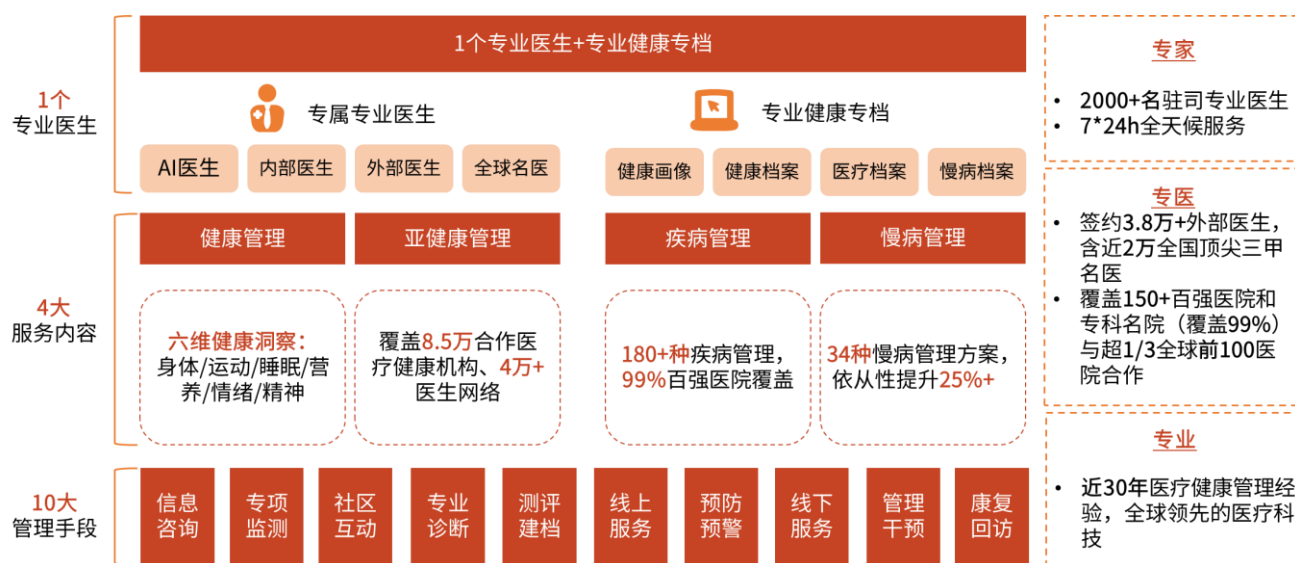 1个专业医生+专业健康专档
1个
专业医生
专属专业医生
专业健康专档
AI医生
内部医生
外部医生
全球名医
健康画像
健康档案
医疗档案
慢病档案
4大
服务内容
健康管理
亚健康管理
疾病管理
慢病管理
六维健康洞察:
身体/运动/睡眠/营
养/情绪/精神
覆盖8.5万合作医
疗健康机构、4万+
医生网络
180+种疾病管理,
99%百强医院覆盖
34种慢病管理方案,
依从性提升25%+
10大
管理手段
信息
咨询
专项
监测
社区
互动
专业
诊断
测评
建档
线上
服务
预防
预警
线下
服务
管理
干预
康复
回访
专家
• 2000+名驻司专业医生
• 7*24h全天候服务
专医
• 签约3.8万+外部医生,
含近2万全国顶尖三甲
名医
• 覆盖150+百强医院和
专科名院(覆盖99%)
与超1/3全球前100医
院合作
专业
• 近30年医疗健康管理经
验,全球领先的医疗科
技